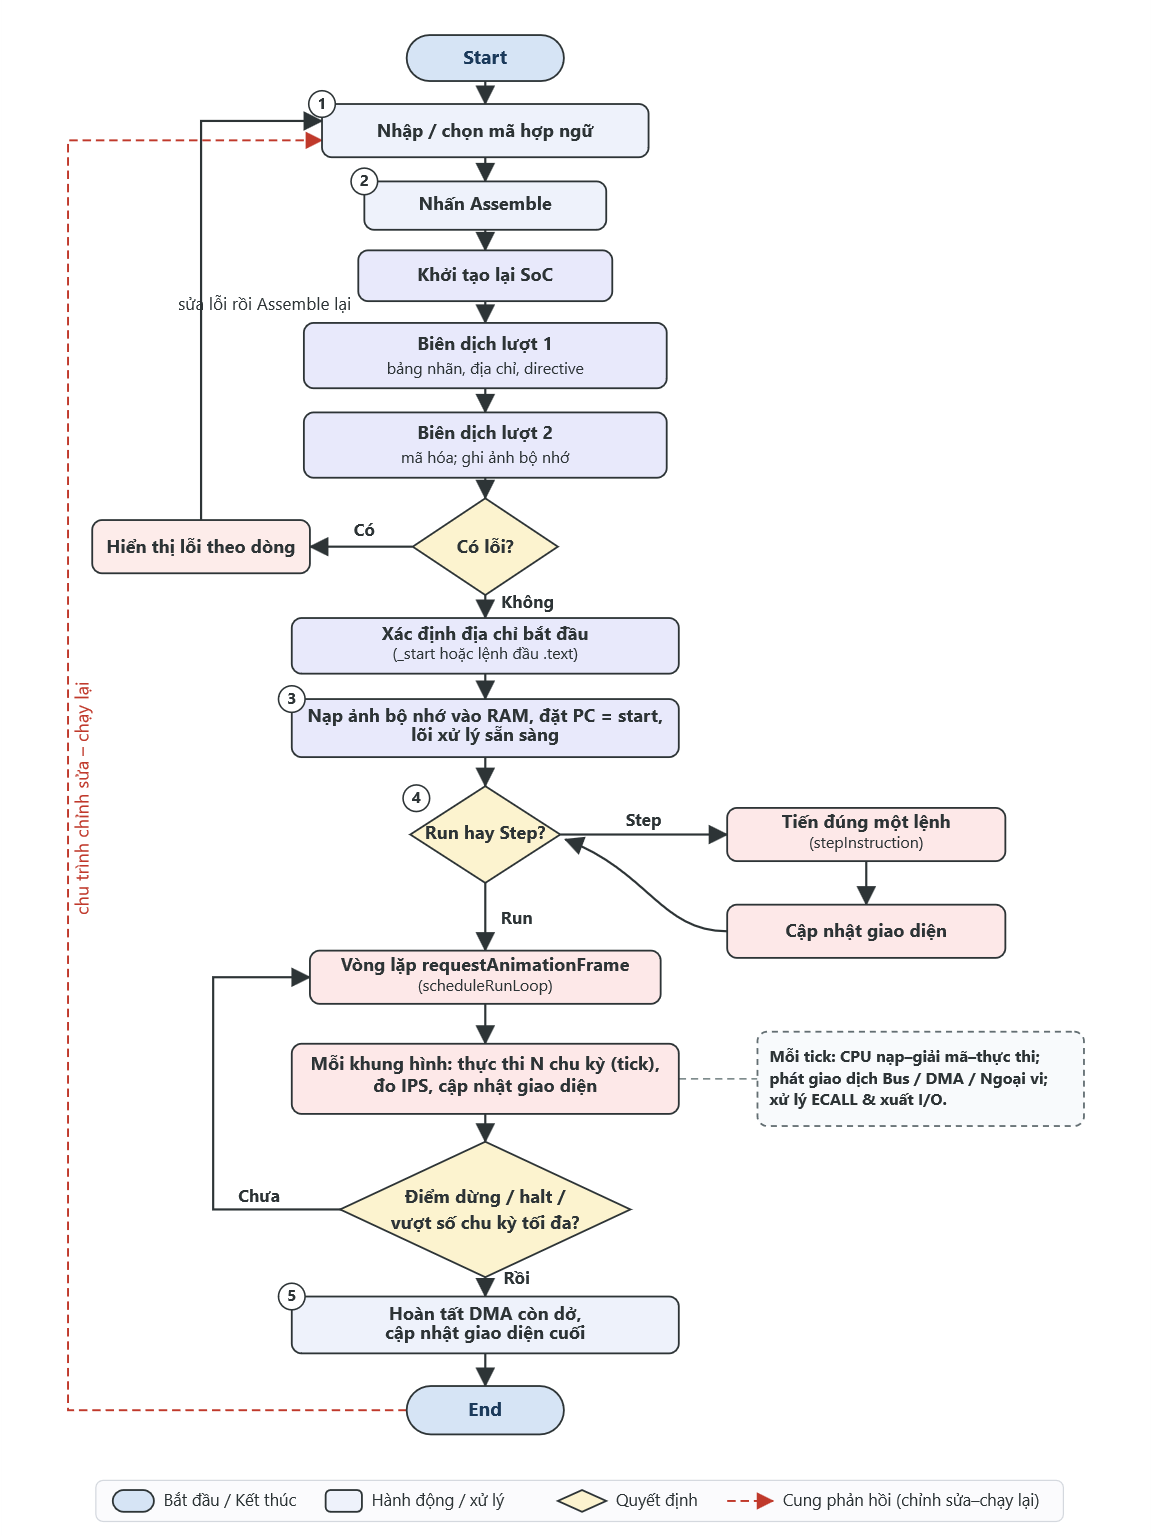 Start
1
Nhập / chọn mã hợp ngữ
2
Nhấn Assemble
Khởi tạo lại SoC
sửa lỗi rồi Assemble lại
Biên dịch lượt 1
bảng nhãn, địa chỉ, directive
Biên dịch lượt 2
mã hóa; ghi ảnh bộ nhớ
Có lỗi?
Có
Hiển thị lỗi theo dòng
Không
Xác định địa chỉ bắt đầu
(_start hoặc lệnh đầu .text)
3
Nạp ảnh bộ nhớ vào RAM, đặt PC = start,
lõi xử lý sẵn sàng
4
Run hay Step?
Step
Tiến đúng một lệnh
(stepInstruction)
Cập nhật giao diện
Run
Vòng lặp requestAnimationFrame
(scheduleRunLoop)
Mỗi khung hình: thực thi N chu kỳ (tick),
đo IPS, cập nhật giao diện
Mỗi tick: CPU nạp–giải mã–thực thi;
phát giao dịch Bus / DMA / Ngoại vi;
xử lý ECALL & xuất I/O.
Điểm dừng / halt /
vượt số chu kỳ tối đa?
Chưa
Rồi
5
Hoàn tất DMA còn dở,
cập nhật giao diện cuối
End
chu trình chỉnh sửa – chạy lại
Bắt đầu / Kết thúc
Hành động / xử lý
Quyết định
Cung phản hồi (chỉnh sửa–chạy lại)